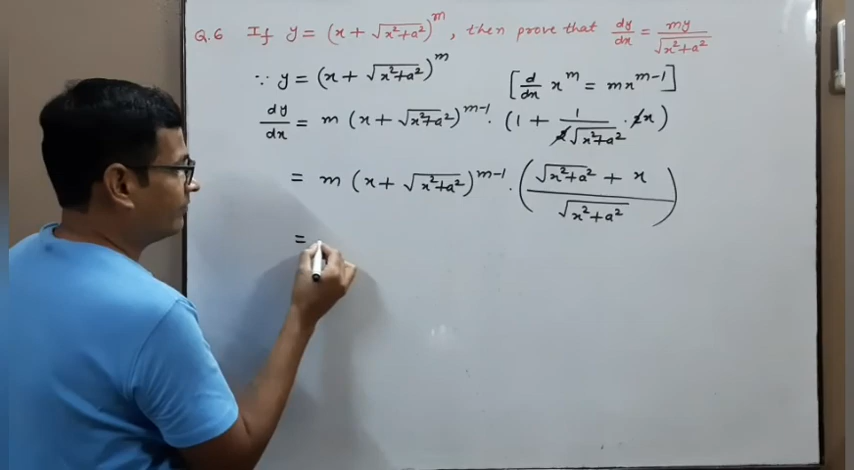 Q.6 If y = (x + √(x²+a²))^m, then prove that dy/dx = my/√(x²+a²)
∵ y = (x + √(x²+a²))^m [d/dx x^m = mx^(m-1)]
dy/dx = m (x + √(x²+a²))^(m-1) · (1 + 1/(2√(x²+a²)) · 2x)
= m (x + √(x²+a²))^(m-1) · ((√(x²+a²) + x)/√(x²+a²))
=